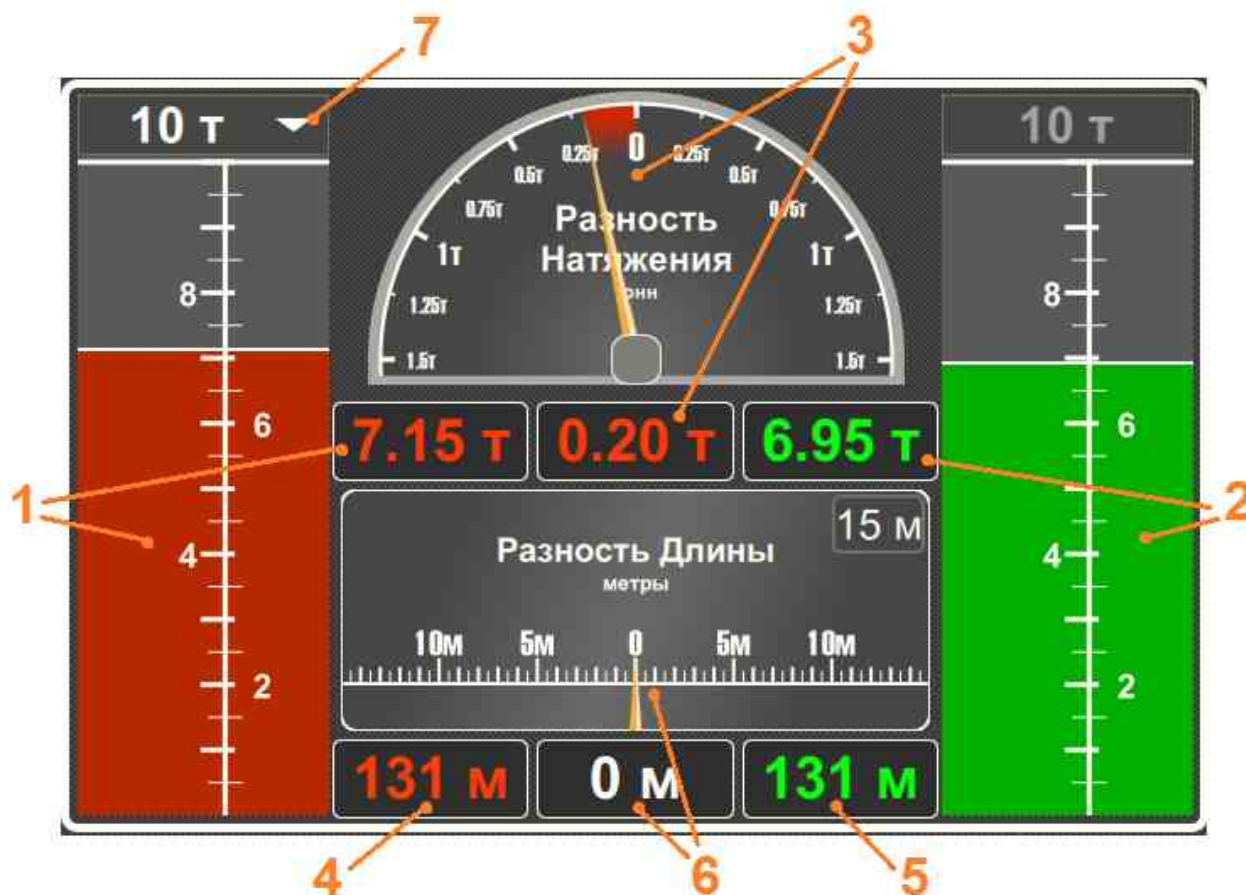 7
3
10 т
10 т
0
0.25т
0.25т
0.5т
0.5т
0.75т
0.75т
Разность
Натяжения
1т
1т
1.25т
1.25т
1.5т
1.5т
8
8
6
6
7.15 т
0.20 т
6.95 т
1
2
15 м
Разность Длины
метры
4
4
10м
5м
0
5м
10м
2
2
131 м
0 м
131 м
4
6
5